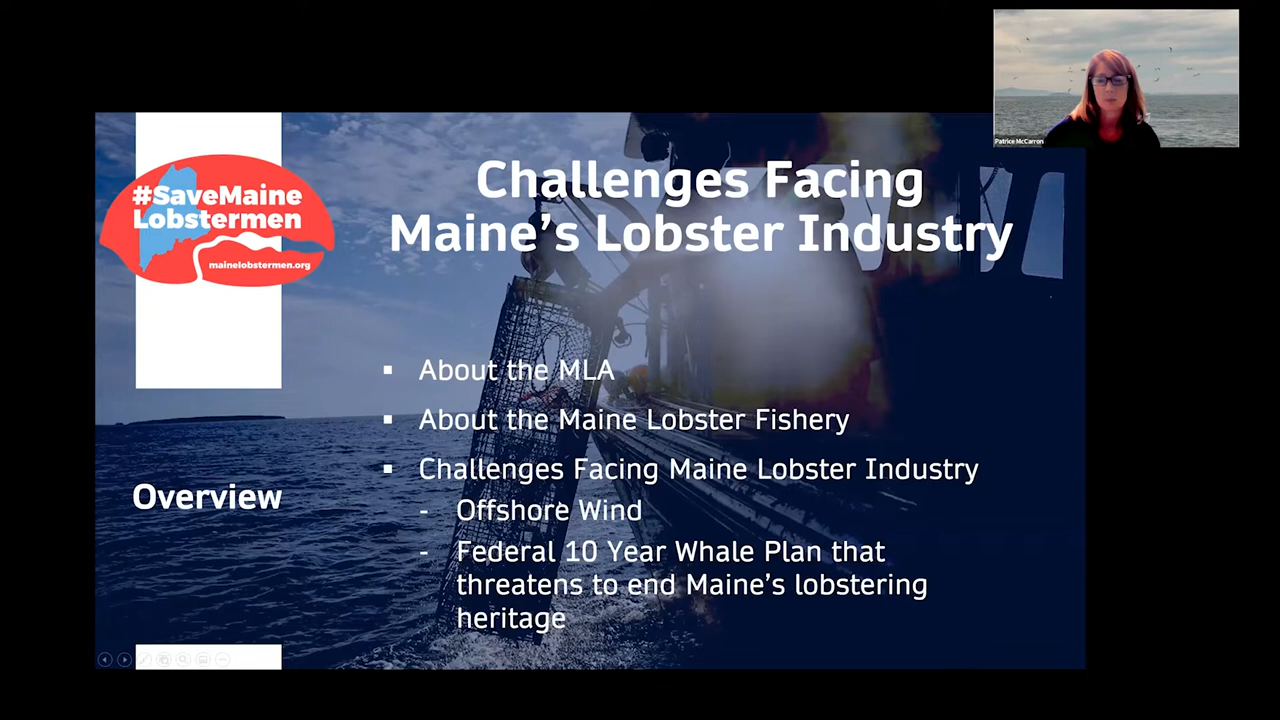 Patrice McCarron
#SaveMaine
Lobstermen
mainelobstermen.org
Challenges Facing
Maine's Lobster Industry
▪ About the MLA
▪ About the Maine Lobster Fishery
▪ Challenges Facing Maine Lobster Industry
- Offshore Wind
- Federal 10 Year Whale Plan that
threatens to end Maine's lobstering
heritage
Overview